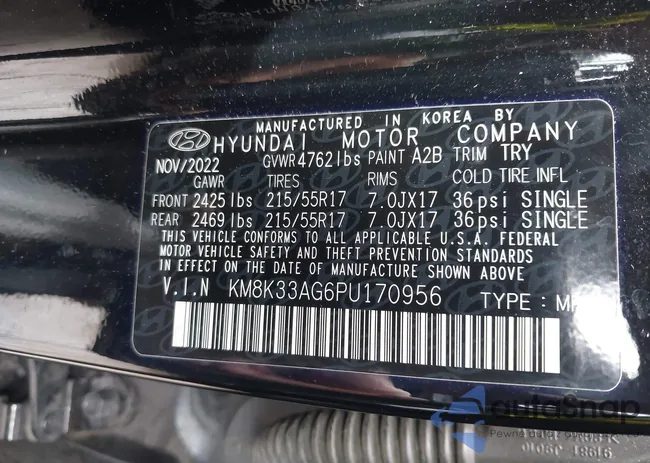 MANUFACTURED IN KOREA BY
HYUNDAI MOTOR COMPANY
NOV/2022 GVWR4762lbs PAINT A2B TRIM TRY
GAWR TIRES RIMS COLD TIRE INFL
FRONT 2425 lbs 215/55R17 7.0JX17 36 psi SINGLE
REAR 2469 lbs 215/55R17 7.0JX17 36 psi SINGLE
THIS VEHICLE CONFORMS TO ALL APPLICABLE U.S.A. FEDERAL
MOTOR VEHICLE SAFETY AND THEFT PREVENTION STANDARDS
IN EFFECT ON THE DATE OF MANUFACTURE SHOWN ABOVE
V.I.N KM8K33AG6PU170956 TYPE :
autoSnap